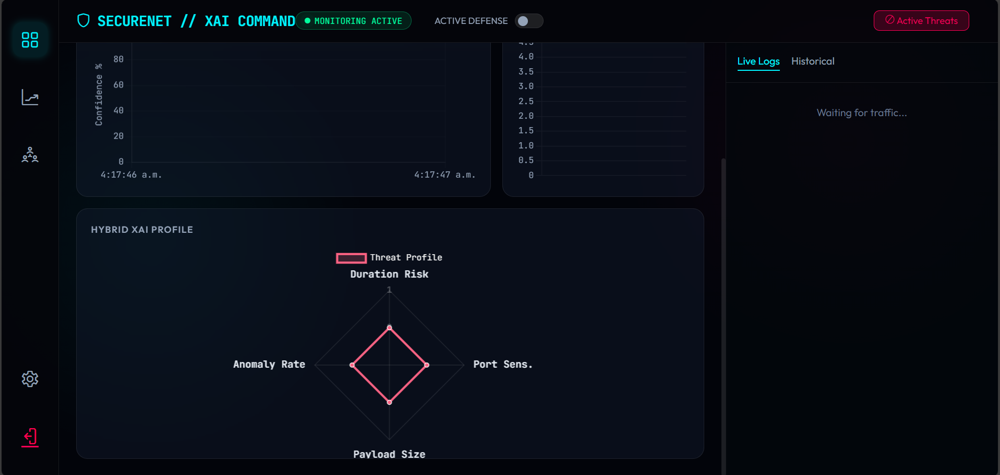 SECURENET // XAI COMMAND
MONITORING ACTIVE
ACTIVE DEFENSE
Active Threats
Confidence %
80
60
40
20
0
4:17:46 a.m.
4:17:47 a.m.
4.5
4.0
3.5
3.0
2.5
2.0
1.5
1.0
0.5
0
Live Logs
Historical
Waiting for traffic...
HYBRID XAI PROFILE
Threat Profile
Duration Risk
1
Anomaly Rate
Port Sens.
Payload Size